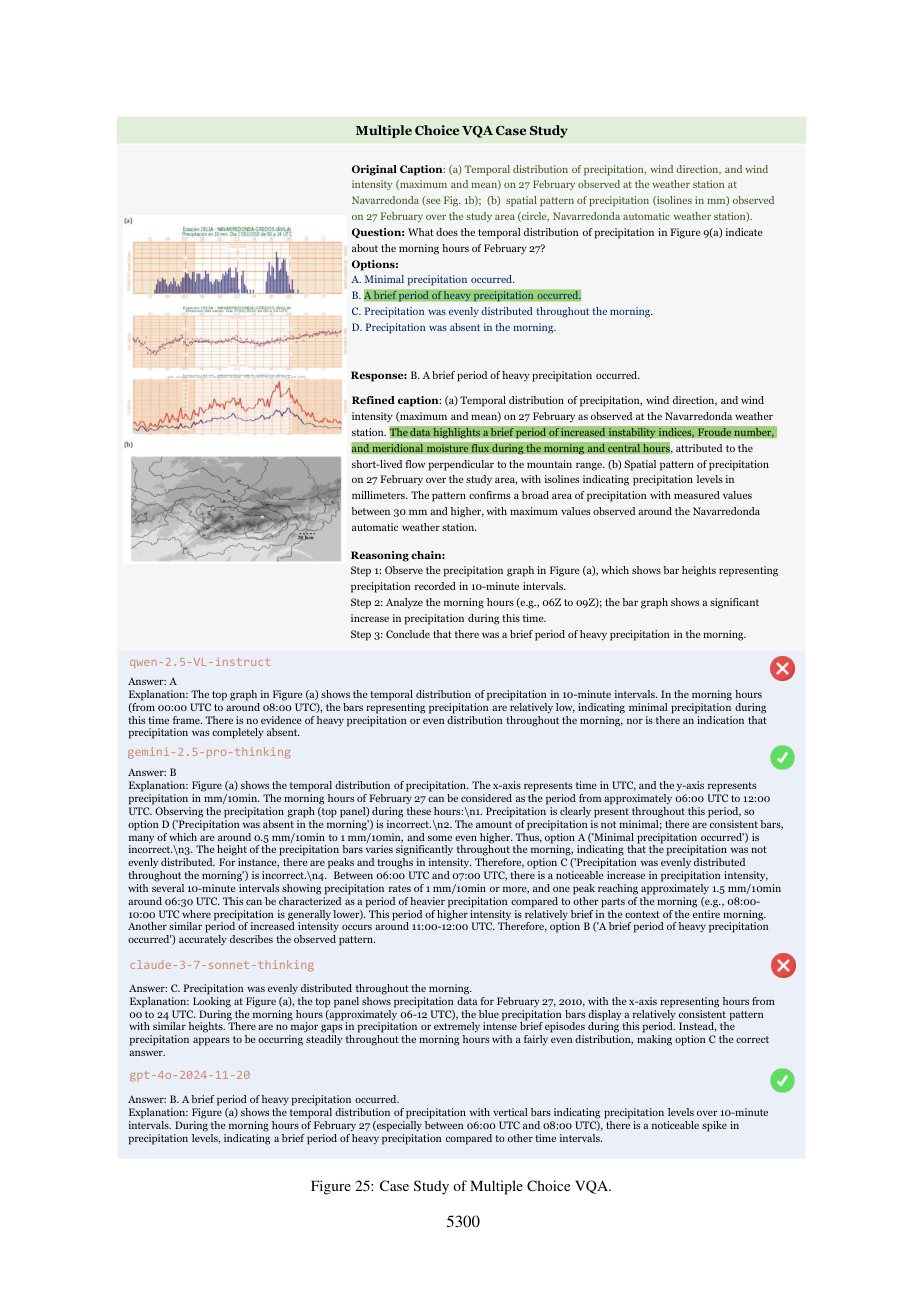 Multiple Choice VQA Case Study
Original Caption: (a) Temporal distribution of precipitation, wind direction, and wind
intensity (maximum and mean) on 27 February observed at the weather station at
Navarredonda (see Fig. 1b); (b) spatial pattern of precipitation (isolines in mm) observed
on 27 February over the study area (circle, Navarredonda automatic weather station).
Question: What does the temporal distribution of precipitation in Figure 9(a) indicate
about the morning hours of February 27?
Options:
A. Minimal precipitation occurred.
B. A brief period of heavy precipitation occurred.
C. Precipitation was evenly distributed throughout the morning.
D. Precipitation was absent in the morning.
(a)
Estación 2811A - NAVARREDONDA-GREDOS (ÁVILA)
Precipitación en 10 min. Día 27/02/2010 de 00 a 24 UTC
(b)
20 Km
Response: B. A brief period of heavy precipitation occurred.
Refined caption: (a) Temporal distribution of precipitation, wind direction, and wind
intensity (maximum and mean) on 27 February as observed at the Navarredonda weather
station. The data highlights a brief period of increased instability indices, Froude number,
and meridional moisture flux during the morning and central hours, attributed to the
short-lived flow perpendicular to the mountain range. (b) Spatial pattern of precipitation
on 27 February over the study area, with isolines indicating precipitation levels in
millimeters. The pattern confirms a broad area of precipitation with measured values
between 30 mm and higher, with maximum values observed around the Navarredonda
automatic weather station.
Reasoning chain:
Step 1: Observe the precipitation graph in Figure (a), which shows bar heights representing
precipitation recorded in 10-minute intervals.
Step 2: Analyze the morning hours (e.g., 06Z to 09Z); the bar graph shows a significant
increase in precipitation during this time.
Step 3: Conclude that there was a brief period of heavy precipitation in the morning.
qwen-2.5-VL-instruct
Answer: A
Explanation: The top graph in Figure (a) shows the temporal distribution of precipitation in 10-minute intervals. In the morning hours
(from 00:00 UTC to around 08:00 UTC), the bars representing precipitation are relatively low, indicating minimal precipitation during
this time frame. There is no evidence of heavy precipitation or even distribution throughout the morning, nor is there an indication that
precipitation was completely absent.
gemini-2.5-pro-thinking
Answer: B
Explanation: Figure (a) shows the temporal distribution of precipitation. The x-axis represents time in UTC, and the y-axis represents
precipitation in mm/10min. The morning hours of February 27 can be considered as the period from approximately 06:00 UTC to 12:00
UTC. Observing the precipitation graph (top panel) during these hours:\n1. Precipitation is clearly present throughout this period, so
option D ('Precipitation was absent in the morning') is incorrect.\n2. The amount of precipitation is not minimal; there are consistent bars,
many of which are around 0.5 mm/10min to 1 mm/10min, and some even higher. Thus, option A ('Minimal precipitation occurred') is
incorrect.\n3. The height of the precipitation bars varies significantly throughout the morning, indicating that the precipitation was not
evenly distributed. For instance, there are peaks and troughs in intensity. Therefore, option C ('Precipitation was evenly distributed
throughout the morning') is incorrect.\n4. Between 06:00 UTC and 07:00 UTC, there is a noticeable increase in precipitation intensity,
with several 10-minute intervals showing precipitation rates of 1 mm/10min or more, and one peak reaching approximately 1.5 mm/10min
around 06:30 UTC. This can be characterized as a period of heavier precipitation compared to other parts of the morning (e.g., 08:00-
10:00 UTC where precipitation is generally lower). This period of higher intensity is relatively brief in the context of the entire morning.
Another similar period of increased intensity occurs around 11:00-12:00 UTC. Therefore, option B ('A brief period of heavy precipitation
occurred') accurately describes the observed pattern.
claude-3-7-sonnet-thinking
Answer: C. Precipitation was evenly distributed throughout the morning.
Explanation: Looking at Figure (a), the top panel shows precipitation data for February 27, 2010, with the x-axis representing hours from
00 to 24 UTC. During the morning hours (approximately 06-12 UTC), the blue precipitation bars display a relatively consistent pattern
with similar heights. There are no major gaps in precipitation or extremely intense brief episodes during this period. Instead, the
precipitation appears to be occurring steadily throughout the morning hours with a fairly even distribution, making option C the correct
answer.
gpt-4o-2024-11-20
Answer: B. A brief period of heavy precipitation occurred.
Explanation: Figure (a) shows the temporal distribution of precipitation with vertical bars indicating precipitation levels over 10-minute
intervals. During the morning hours of February 27 (especially between 06:00 UTC and 08:00 UTC), there is a noticeable spike in
precipitation levels, indicating a brief period of heavy precipitation compared to other time intervals.
Figure 25: Case Study of Multiple Choice VQA.
5300